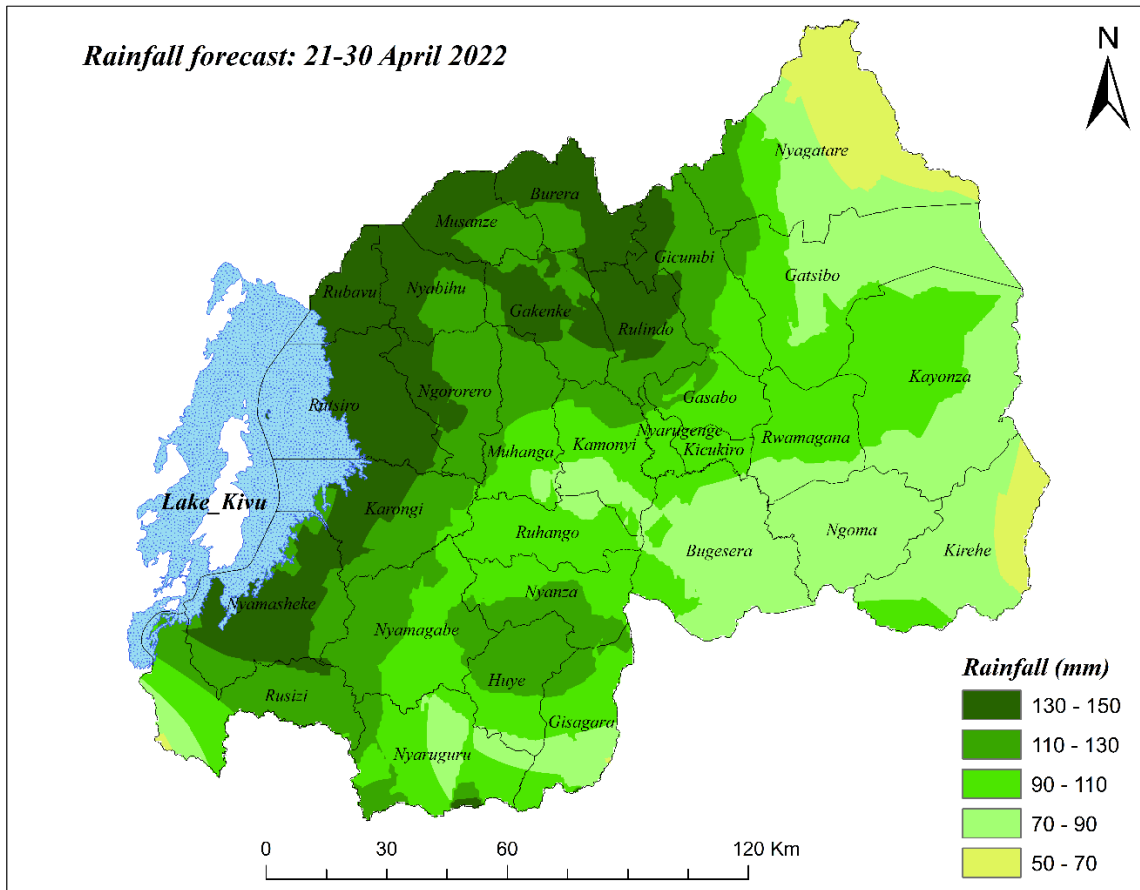 Rainfall forecast: 21-30 April 2022
N
Nyagatare
Burera
Musanze
Gicumbi
Gatsibo
Rubavu
Nyabihu
Gakenke
Rulindo
Kayonza
Ngororero
Gasabo
Rutsiro
Nyarugenge
Rwamagana
Kamonyi
Kicukiro
Muhanga
Lake_Kivu
Karongi
Ruhango
Ngoma
Bugesera
Kirehe
Nyanza
Nyamasheke
Nyamagabe
Huye
Rusizi
Gisagara
Nyaruguru
Rainfall (mm)
130 - 150
110 - 130
90 - 110
70 - 90
50 - 70
0 30 60 120 Km